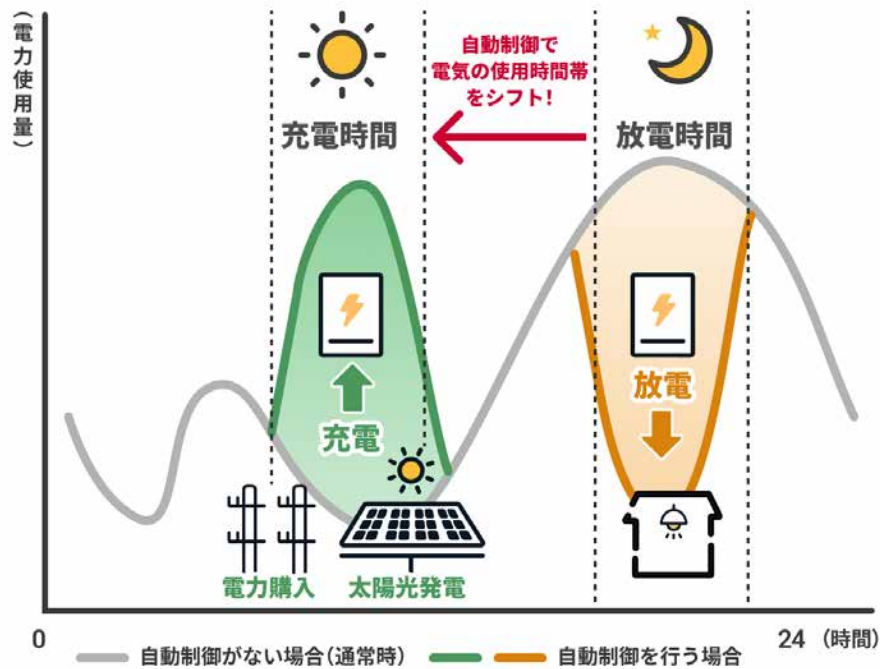 （電力使用量）
自動制御で
電気の使用時間帯
をシフト！
充電時間
放電時間
充電
放電
電力購入
太陽光発電
0
24 （時間）
自動制御がない場合（通常時）
自動制御を行う場合